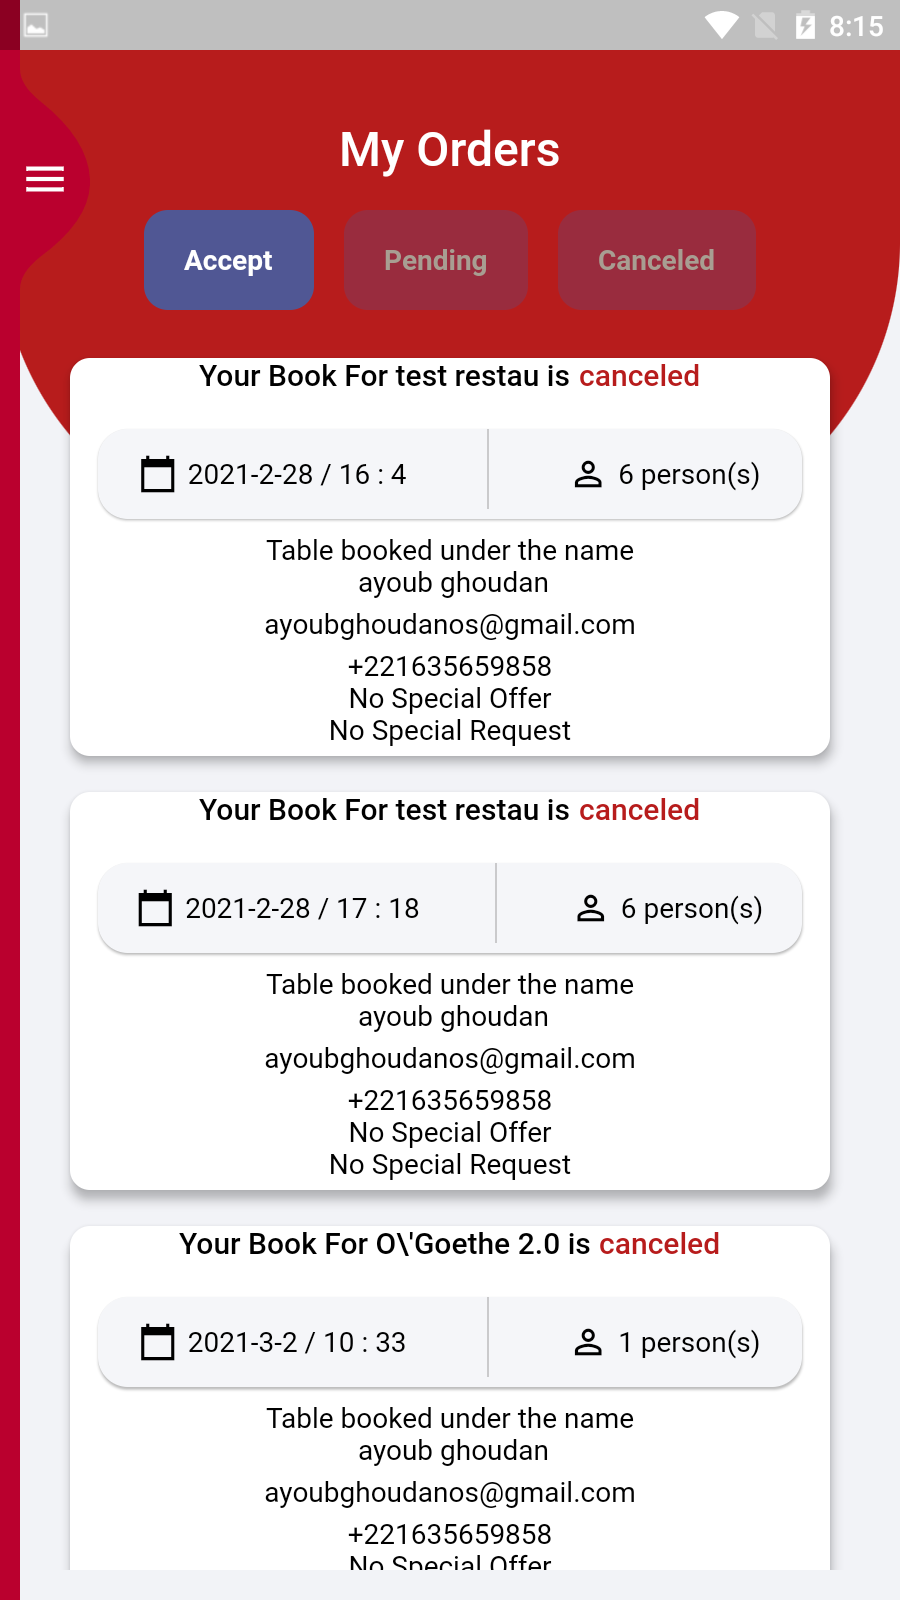 8:15
My Orders
Accept
Pending
Canceled
Your Book For test restau is canceled
2021-2-28 / 16 : 4
6 person(s)
Table booked under the name
ayoub ghoudan
ayoubghoudanos@gmail.com
+221635659858
No Special Offer
No Special Request
Your Book For test restau is canceled
2021-2-28 / 17 : 18
6 person(s)
Table booked under the name
ayoub ghoudan
ayoubghoudanos@gmail.com
+221635659858
No Special Offer
No Special Request
Your Book For O\'Goethe 2.0 is canceled
2021-3-2 / 10 : 33
1 person(s)
Table booked under the name
ayoub ghoudan
ayoubghoudanos@gmail.com
+221635659858
No Special Offer